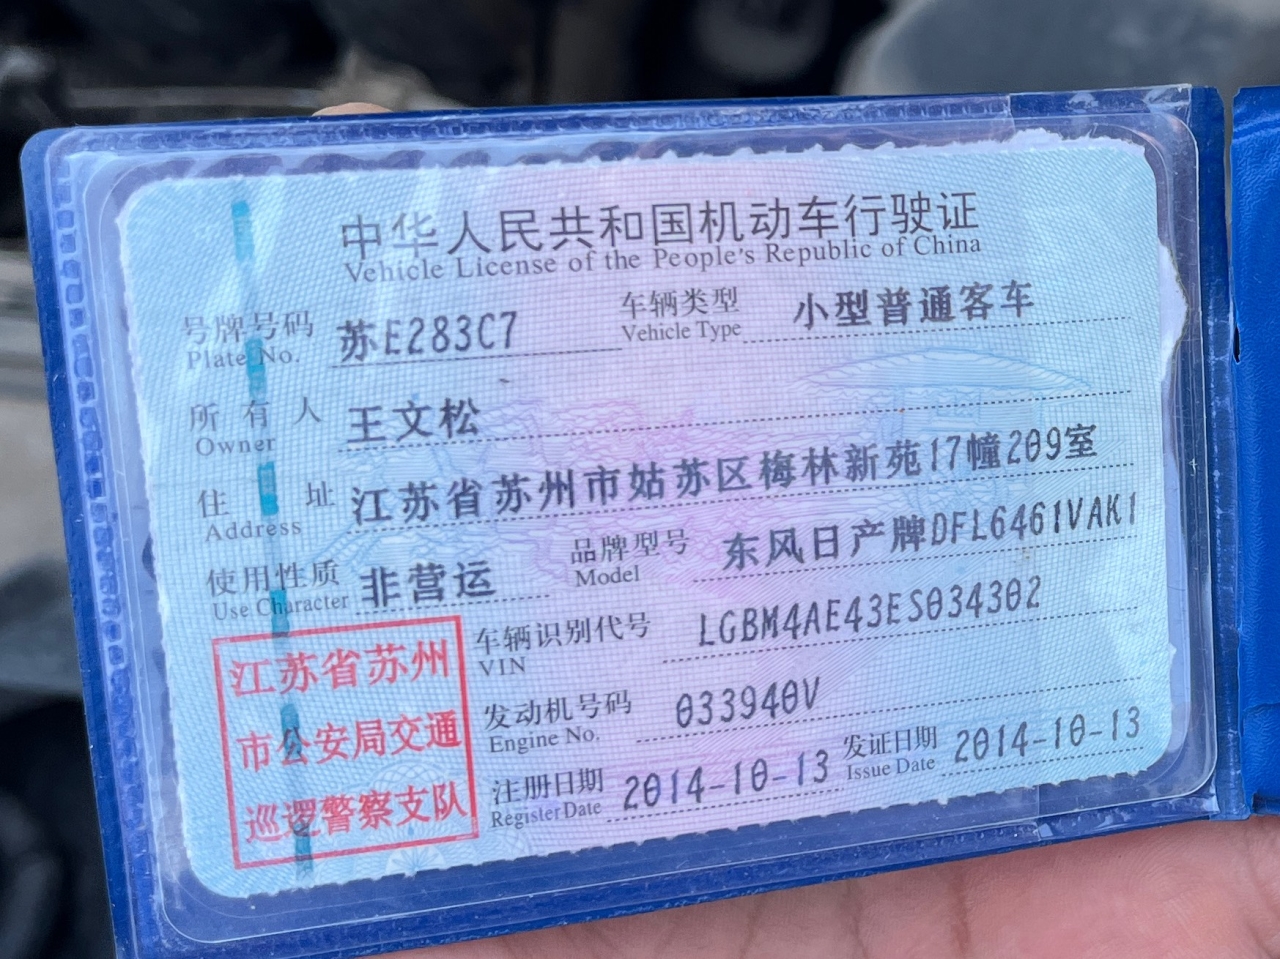 中华人民共和国机动车行驶证
Vehicle License of the People's Republic of China
号牌号码 苏E283C7 车辆类型 小型普通客车
Plate No. Vehicle Type
所有人 王文松
Owner
住址 江苏省苏州市姑苏区梅林新苑17幢209室
Address
使用性质 非营运 品牌型号 东风日产牌DFL6461VAK1
Use Character Model
江苏省苏州
市公安局交通
巡逻警察支队
车辆识别代号 LGBM4AE43ES034302
VIN
发动机号码 033940V
Engine No.
注册日期 2014-10-13 发证日期 2014-10-13
Register Date Issue Date